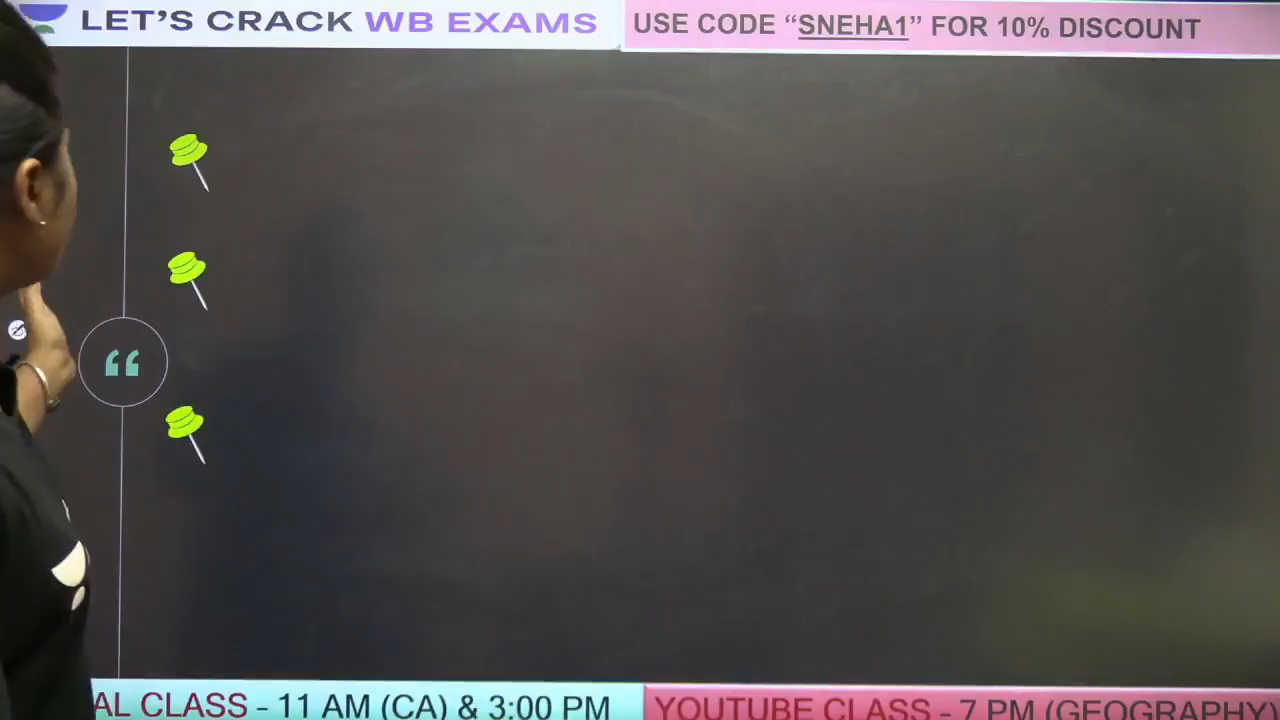 LET'S CRACK WB EXAMS
USE CODE “SNEHA1” FOR 10% DISCOUNT
“
AL CLASS – 11 AM (CA) & 3:00 PM
YOUTUBE CLASS - 7 PM (GEOGRAPHY)